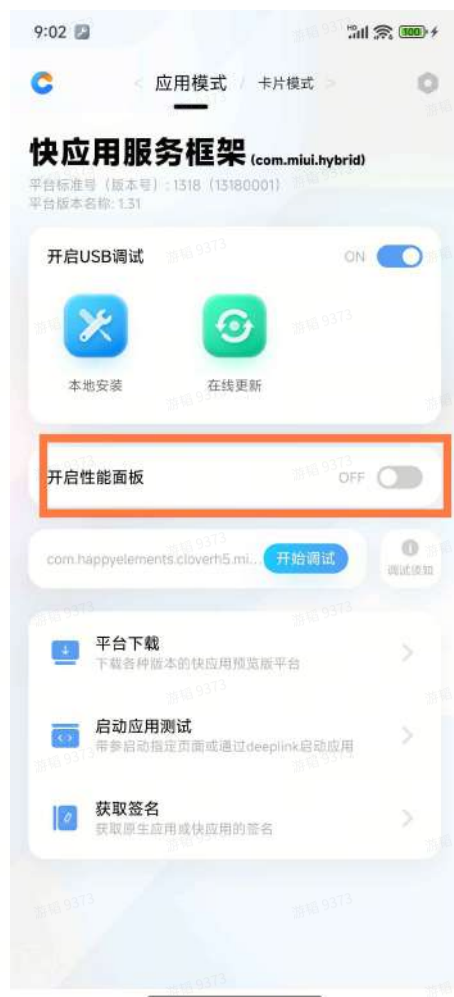 9:02
HD
100
应用模式 / 卡片模式
快应用服务框架 (com.miui.hybrid)
平台标准号（版本号）: 1318（13180001）
平台版本名称: 1.31
开启USB调试
ON
本地安装
在线更新
开启性能面板
OFF
com.happyelements.cloverh5.mi...
开始调试
调试须知
平台下载
下载各种版本的快应用预览版平台
启动应用测试
带参启动指定页面或通过deeplink启动应用
获取签名
获取原生应用或快应用的签名